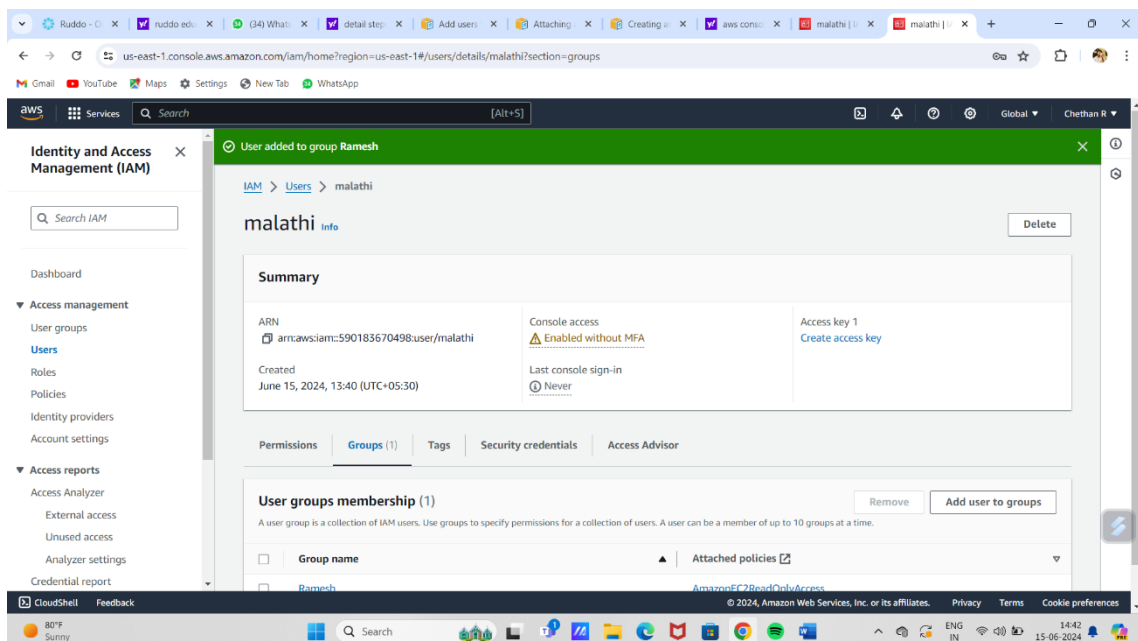 Ruddo - O
ruddo edu
(34) Whats
detail step
Add users
Attaching
Creating a
aws conso
malathi | I
malathi | I
us-east-1.console.aws.amazon.com/iam/home?region=us-east-1#/users/details/malathi?section=groups
Gmail
YouTube
Maps
Settings
New Tab
WhatsApp
aws
Services
Search
[Alt+S]
Global
Chethan R
Identity and Access
Management (IAM)
Search IAM
Dashboard
Access management
User groups
Users
Roles
Policies
Identity providers
Account settings
Access reports
Access Analyzer
External access
Unused access
Analyzer settings
Credential report
User added to group Ramesh
IAM > Users > malathi
malathi Info
Delete
Summary
ARN
arn:aws:iam::590183670498:user/malathi
Console access
Enabled without MFA
Access key 1
Create access key
Created
June 15, 2024, 13:40 (UTC+05:30)
Last console sign-in
Never
Permissions
Groups (1)
Tags
Security credentials
Access Advisor
User groups membership (1)
Remove
Add user to groups
A user group is a collection of IAM users. Use groups to specify permissions for a collection of users. A user can be a member of up to 10 groups at a time.
Group name
Attached policies
Ramesh
AmazonEC2ReadOnlyAccess
CloudShell
Feedback
© 2024, Amazon Web Services, Inc. or its affiliates.
Privacy
Terms
Cookie preferences
80°F
Sunny
Search
ENG
IN
14:42
15-06-2024